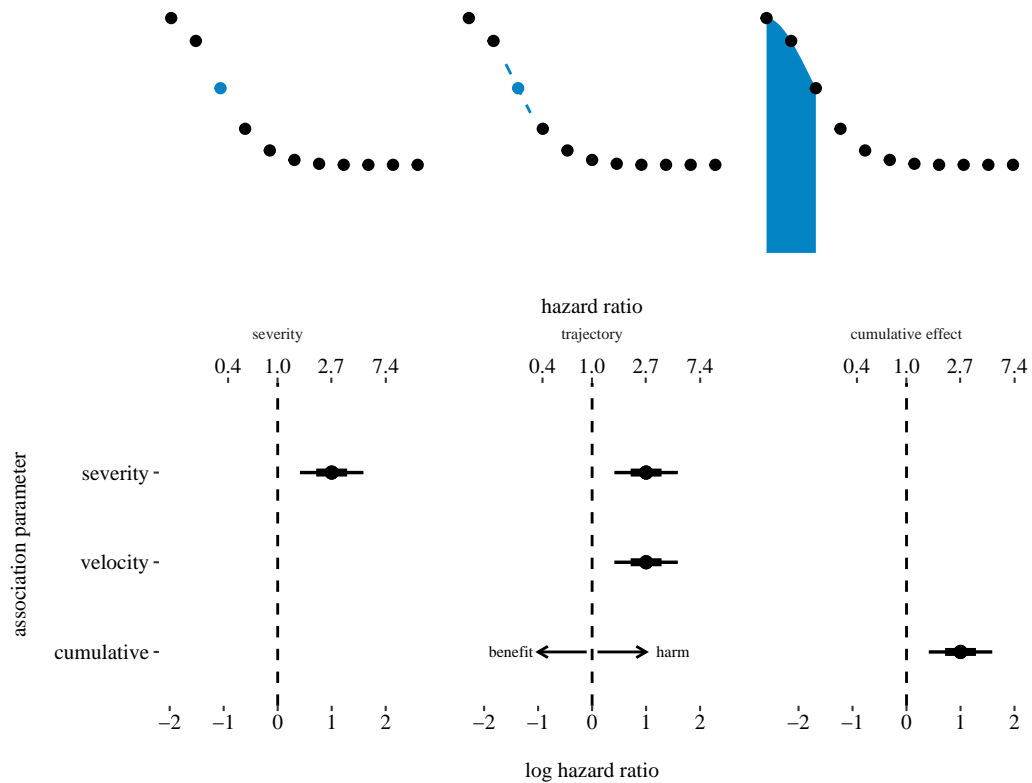 hazard ratio
severity trajectory cumulative effect
0.4 1.0 2.7 7.4 0.4 1.0 2.7 7.4 0.4 1.0 2.7 7.4
association parameter
severity
velocity
cumulative benefit harm
−2 −1 0 1 2 −2 −1 0 1 2 −2 −1 0 1 2
log hazard ratio